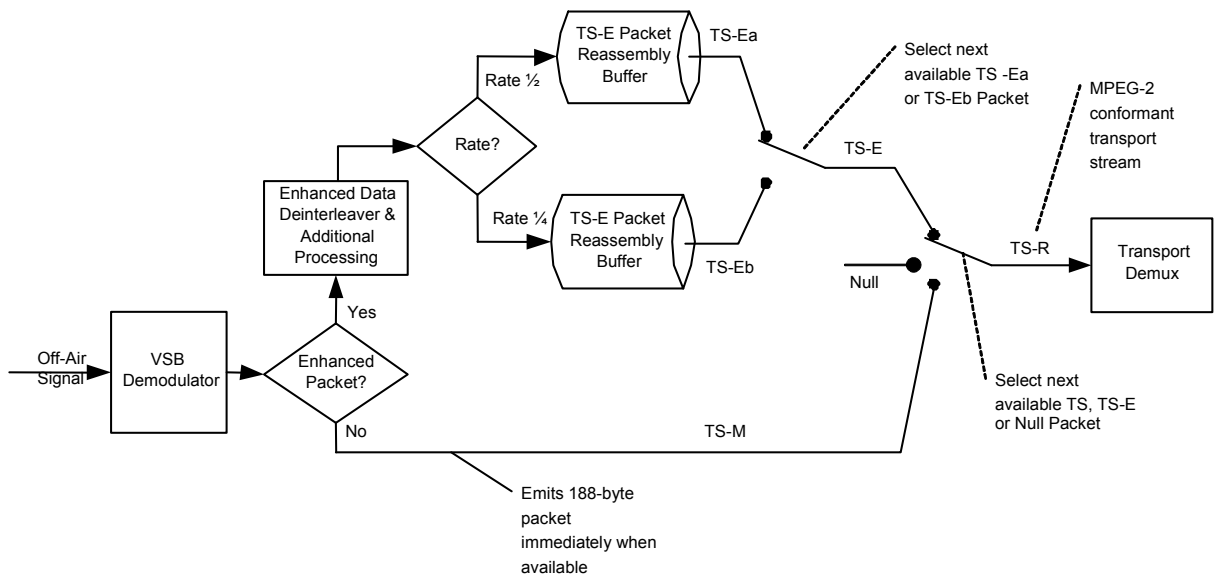 TS-E Packet
Reassembly
Buffer
TS-Ea
Select next
available TS -Ea
or TS-Eb Packet
MPEG-2
conformant
transport
stream
Rate ½
Rate?
TS-E
Enhanced Data
Deinterleaver &
Additional
Processing
Rate ¼
TS-E Packet
Reassembly
Buffer
TS-Eb
TS-R
Transport
Demux
Null
Yes
Off-Air
Signal
VSB
Demodulator
Enhanced
Packet?
Select next
available TS, TS-E
or Null Packet
No
TS-M
Emits 188-byte
packet
immediately when
available